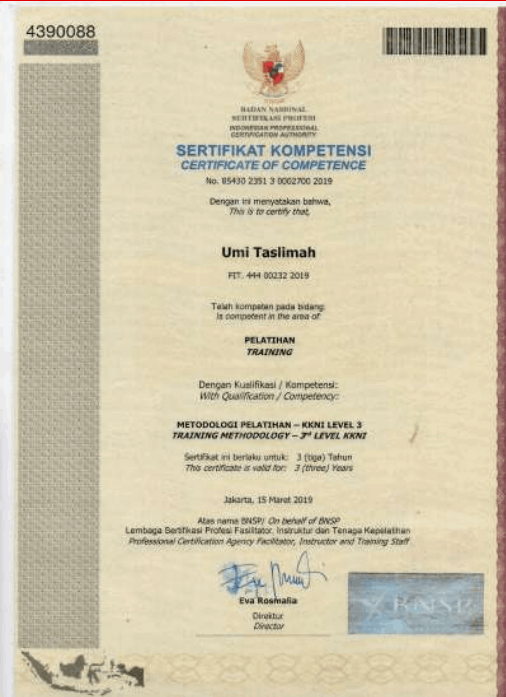 4390088
BADAN NASIONAL
SERTIFIKASI PROFESI
INDONESIAN PROFESSIONAL
CERTIFICATION AUTHORITY
SERTIFIKAT KOMPETENSI
CERTIFICATE OF COMPETENCE
No. 85430 2351 3 0002700 2019
Dengan ini menyatakan bahwa,
This is to certify that,
Umi Taslimah
FIT. 444 00232 2019
Telah kompeten pada bidang:
Is competent in the area of
PELATIHAN
TRAINING
Dengan Kualifikasi / Kompetensi:
With Qualification / Competency:
METODOLOGI PELATIHAN – KKNI LEVEL 3
TRAINING METHODOLOGY – 3rd LEVEL KKNI
Sertifikat ini berlaku untuk: 3 (tiga) Tahun
This certificate is valid for: 3 (three) Years
Jakarta, 15 Maret 2019
Atas nama BNSP/ On behalf of BNSP
Lembaga Sertifikasi Profesi Fasilitator, Instruktur dan Tenaga Kepelatihan
Professional Certification Agency Facilitator, Instructor and Training Staff
BNSP
Eva Rosmalia
Direktur
Director